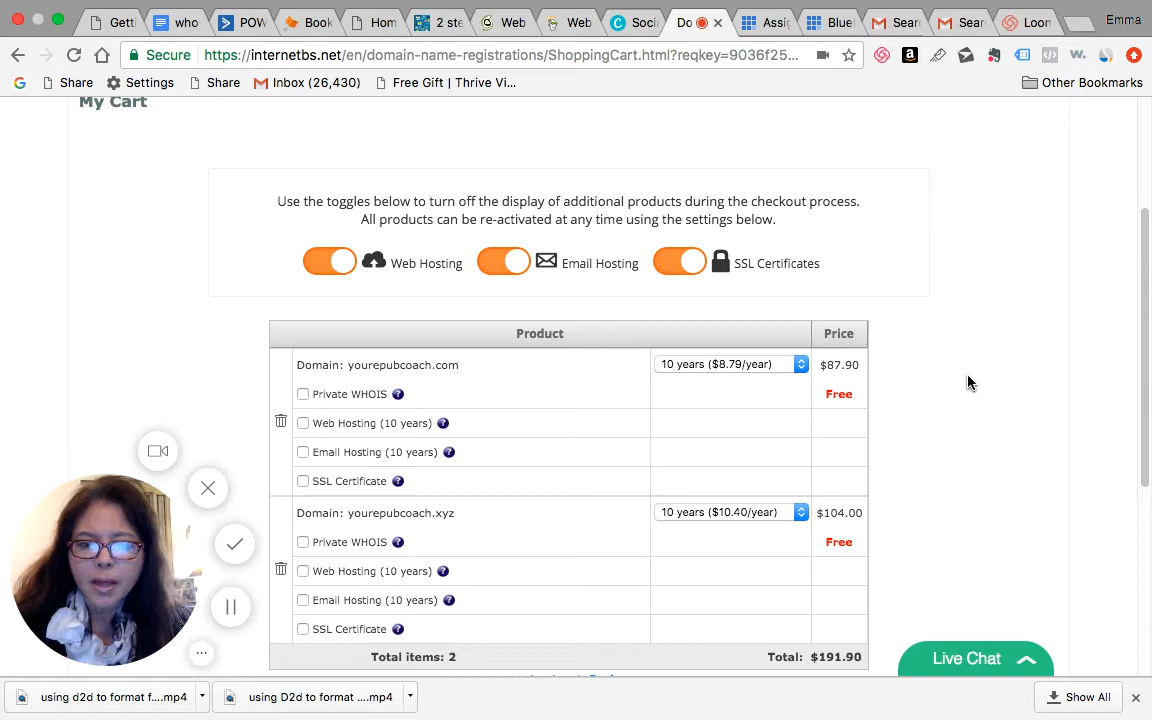 Getti
who
POW
Book
Hom
2 ste
Web
Web
Socia
Do
Assig
Blue
Sear
Sear
Loom
Emma
Secure
https://internetbs.net/en/domain-name-registrations/ShoppingCart.html?reqkey=9036f25...
Share
Settings
Share
Inbox (26,430)
Free Gift | Thrive Vi...
Other Bookmarks
My Cart
Use the toggles below to turn off the display of additional products during the checkout process.
All products can be re-activated at any time using the settings below.
Web Hosting
Email Hosting
SSL Certificates
Product Price
Domain: yourepubcoach.com 10 years ($8.79/year) $87.90
Private WHOIS ? Free
Web Hosting (10 years) ?
Email Hosting (10 years) ?
SSL Certificate ?
Domain: yourepubcoach.xyz 10 years ($10.40/year) $104.00
Private WHOIS ? Free
Web Hosting (10 years) ?
Email Hosting (10 years) ?
SSL Certificate ?
Total items: 2 Total: $191.90
Live Chat
using d2d to format f....mp4
using D2d to format ....mp4
Show All